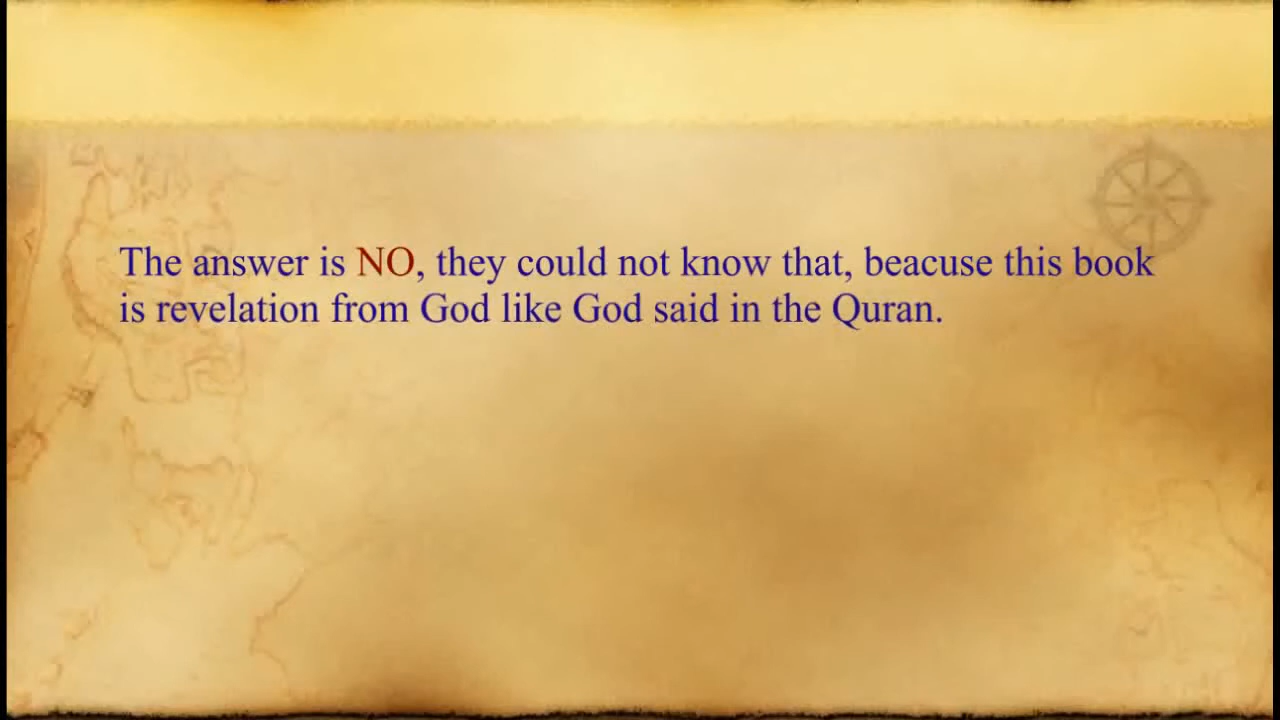 The answer is NO, they could not know that, beacuse this book
is revelation from God like God said in the Quran.